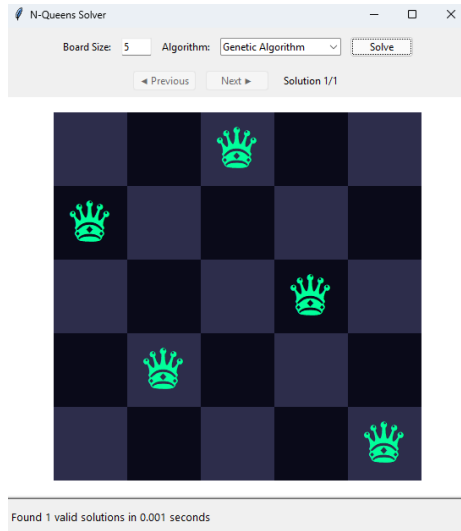 N-Queens Solver
Board Size: 5 Algorithm: Genetic Algorithm Solve
◄ Previous Next ► Solution 1/1
Found 1 valid solutions in 0.001 seconds